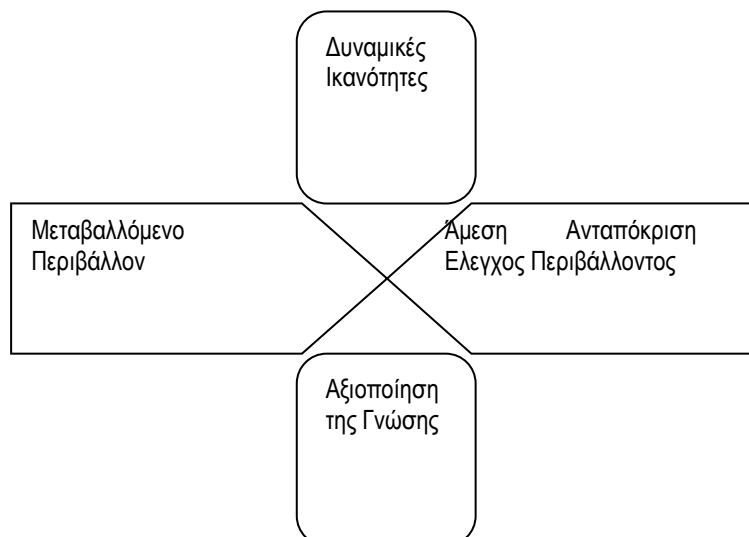 Δυναμικές
Ικανότητες
Μεταβαλλόμενο
Περιβάλλον
Άμεση Ανταπόκριση
Ελεγχος Περιβάλλοντος
Αξιοποίηση
της Γνώσης